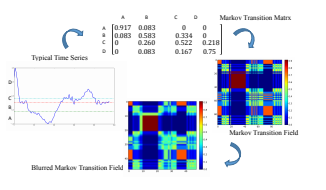 A B C D
A 0.917 0.083 0 0
B 0.083 0.583 0.334 0
C 0 0.260 0.522 0.218
D 0 0.083 0.167 0.75
Markov Transition Matrx
Typical Time Series
D
C
B
A
Markov Transition Field
Blurred Markov Transition Field